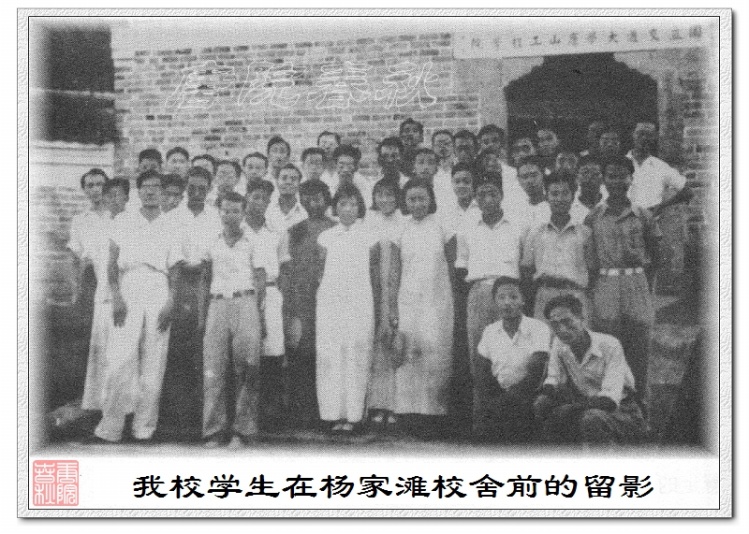 國立交通大學唐山工程學院
唐院春秋
唐院春秋
我校学生在杨家滩校舍前的留影